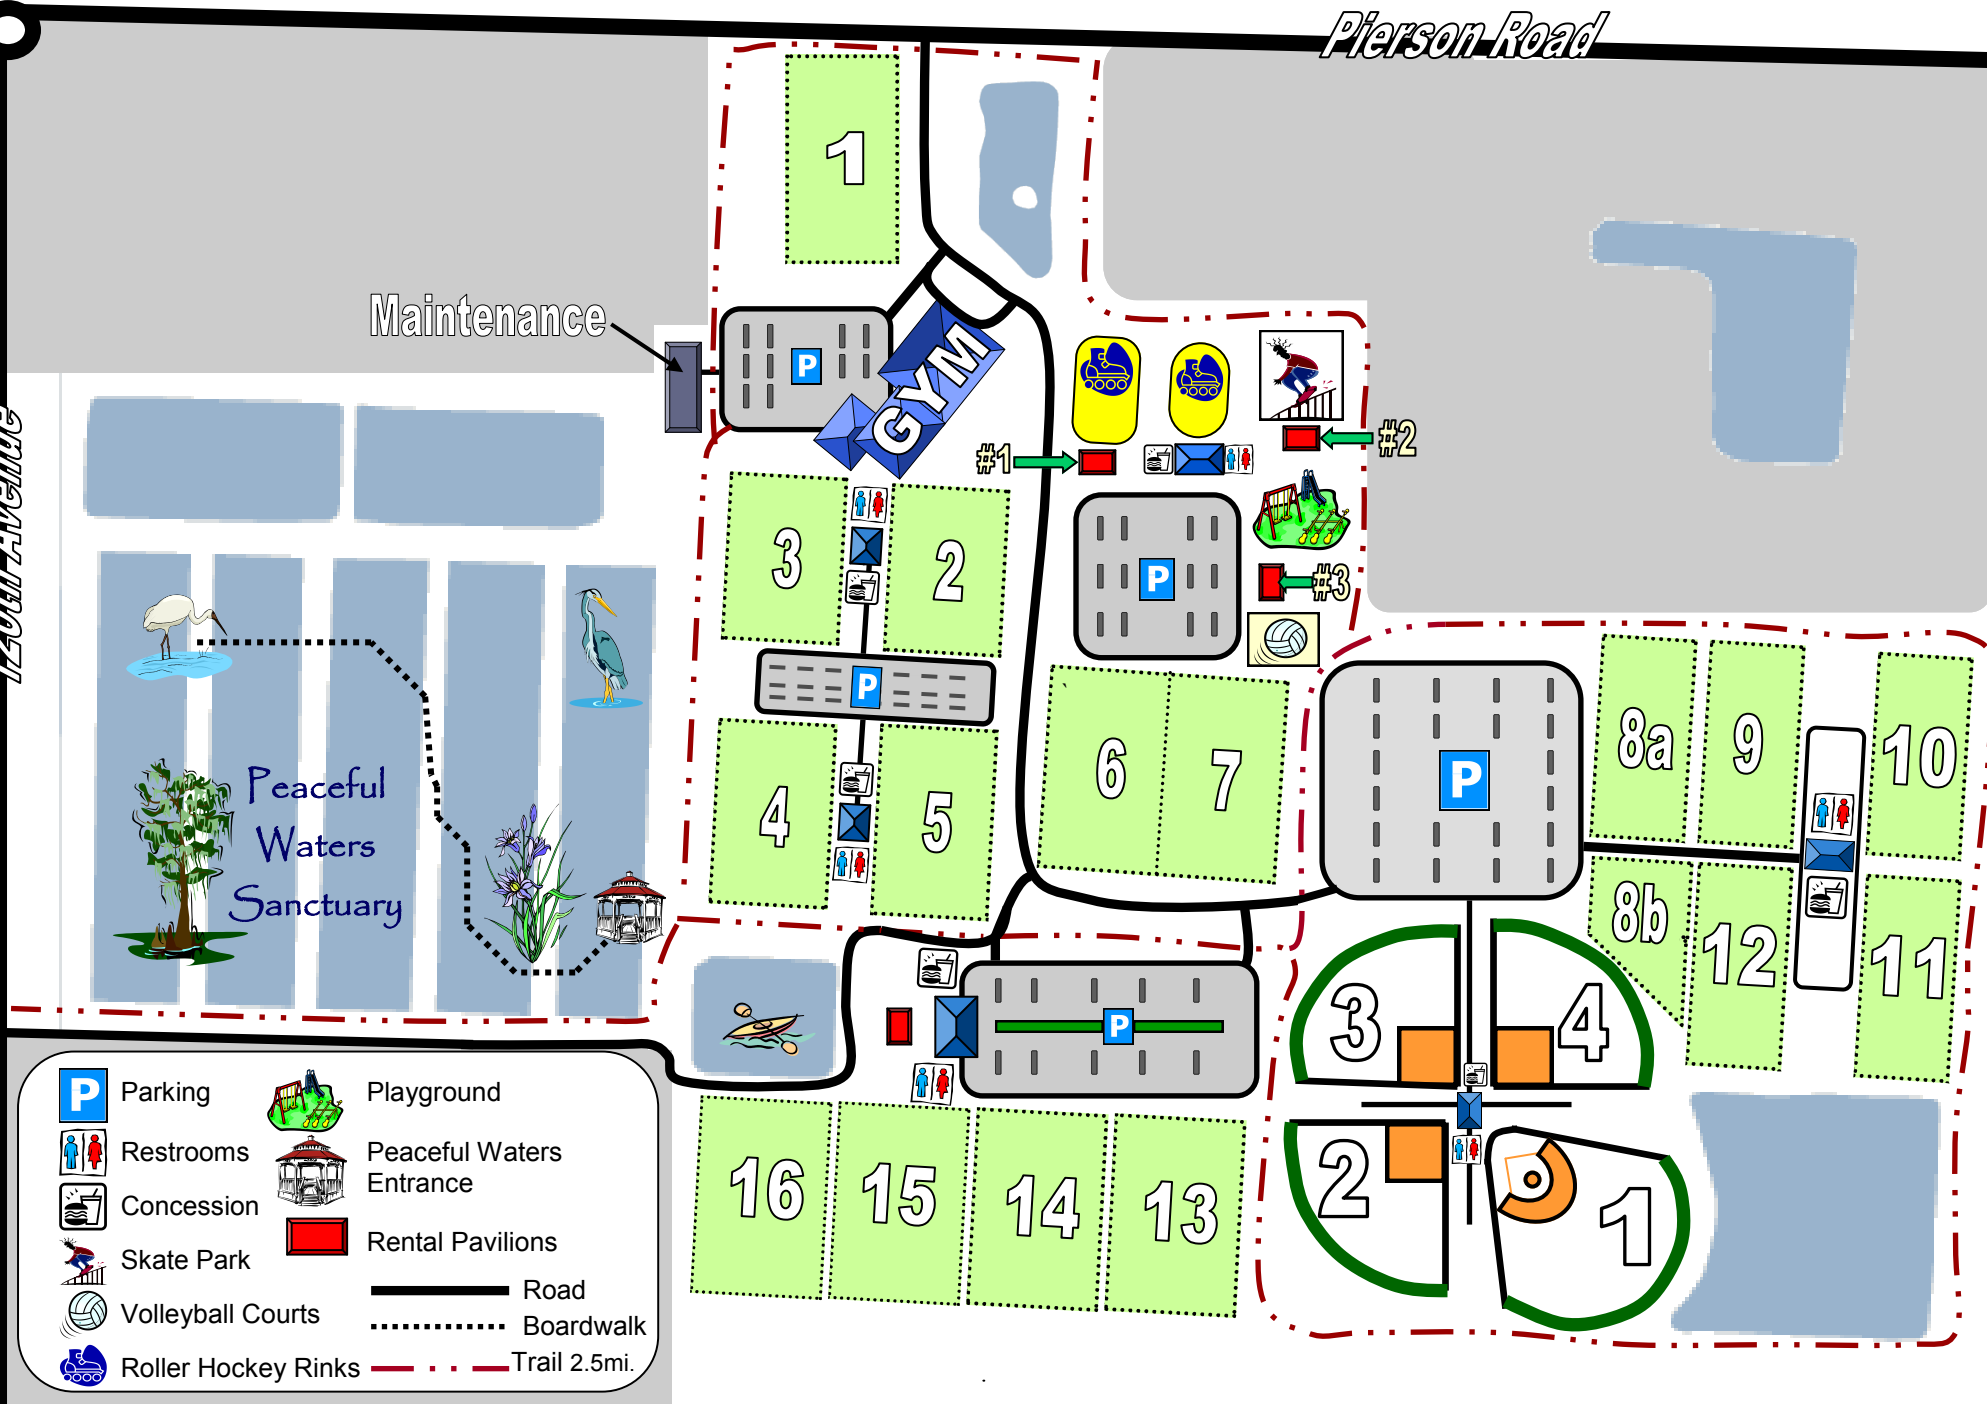 Pierson Road
1
Maintenance
P
GYM
#1
#2
#3
3
2
P
P
Avenue
6
7
4
5
P
8a
9
10
8b
12
11
Peaceful
Waters
Sanctuary
3
4
P
2
1
16
15
14
13
P
Parking
Playground
Restrooms
Peaceful Waters
Entrance
Concession
Rental Pavilions
Skate Park
Road
Volleyball Courts
Boardwalk
Roller Hockey Rinks
Trail 2.5mi.